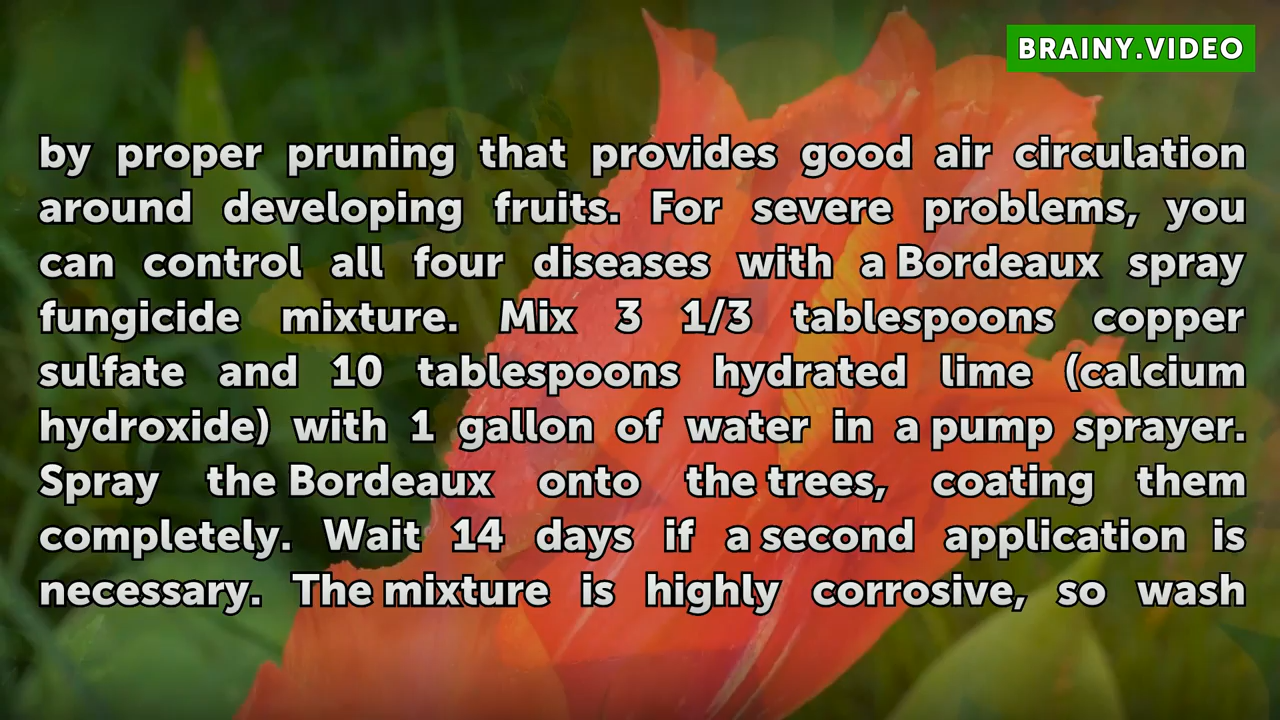 BRAINY.VIDEO
by proper pruning that provides good air circulation
around developing fruits. For severe problems, you
can control all four diseases with a Bordeaux spray
fungicide mixture. Mix 3 1/3 tablespoons copper
sulfate and 10 tablespoons hydrated lime (calcium
hydroxide) with 1 gallon of water in a pump sprayer.
Spray the Bordeaux onto the trees, coating them
completely. Wait 14 days if a second application is
necessary. The mixture is highly corrosive, so wash